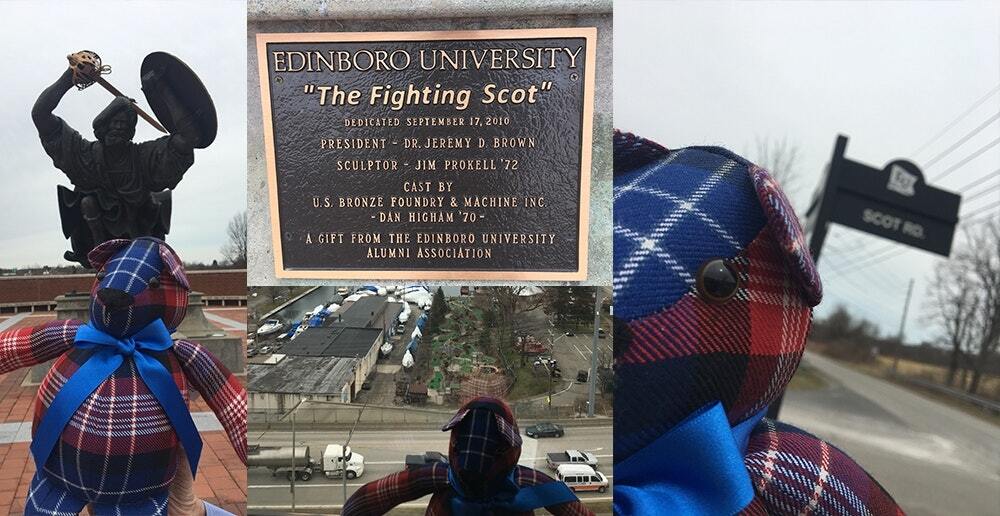 EDINBORO UNIVERSITY
"The Fighting Scot"
DEDICATED SEPTEMBER 17, 2010
PRESIDENT - DR. JEREMY D. BROWN
SCULPTOR - JIM PROKELL '72
CAST BY
U.S. BRONZE FOUNDRY & MACHINE INC.
- DAN HIGHAM '70 -
A GIFT FROM THE EDINBORO UNIVERSITY
ALUMNI ASSOCIATION
SCOT RD.